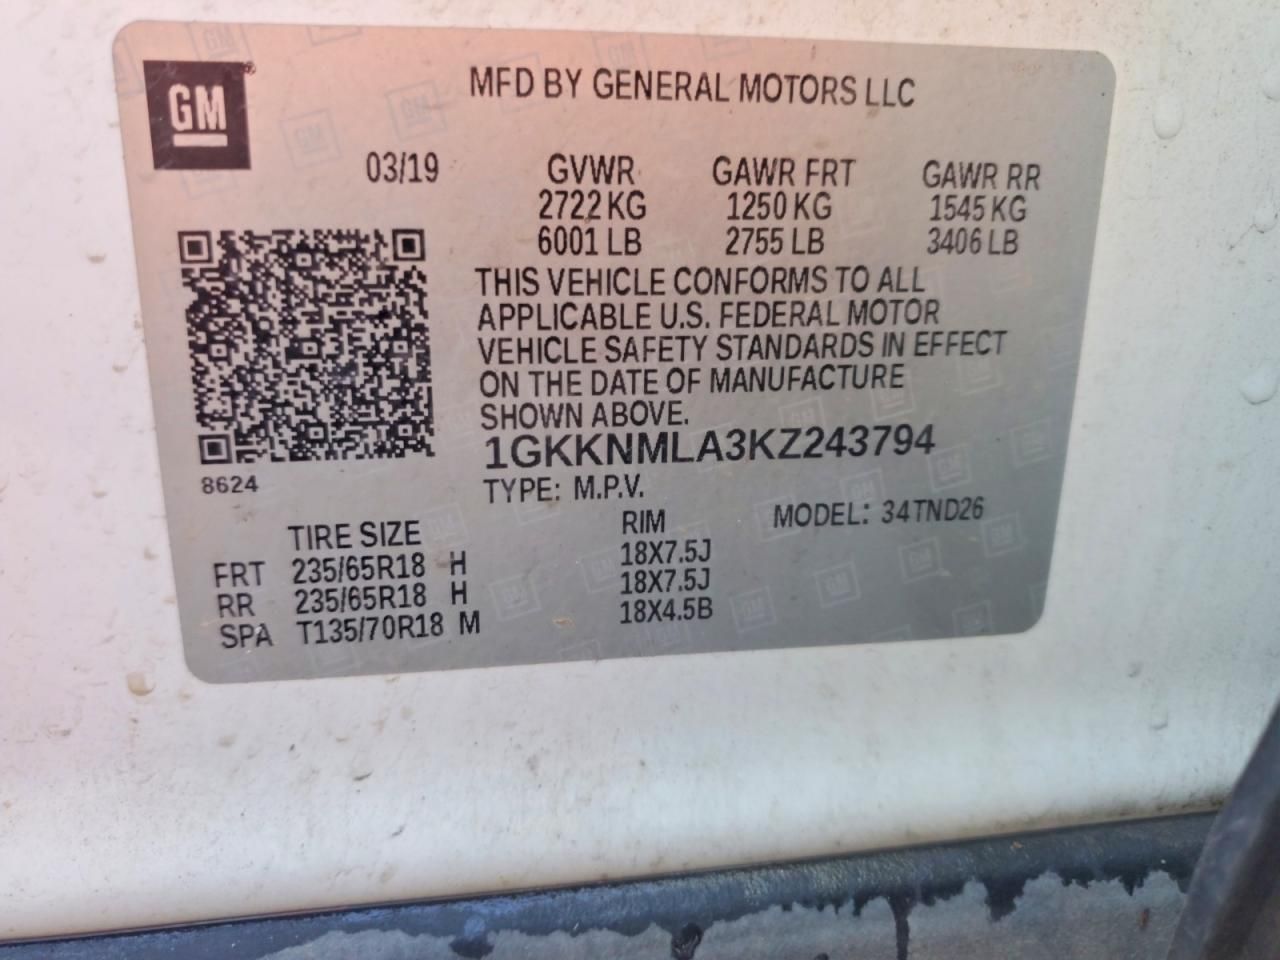 GM
MFD BY GENERAL MOTORS LLC
03/19 GVWR GAWR FRT GAWR RR
2722 KG 1250 KG 1545 KG
6001 LB 2755 LB 3406 LB
THIS VEHICLE CONFORMS TO ALL
APPLICABLE U.S. FEDERAL MOTOR
VEHICLE SAFETY STANDARDS IN EFFECT
ON THE DATE OF MANUFACTURE
SHOWN ABOVE.
1GKKNMLA3KZ243794
8624
TYPE: M.P.V.
MODEL: 34TND26
TIRE SIZE RIM
FRT 235/65R18 H 18X7.5J
RR 235/65R18 H 18X7.5J
SPA T135/70R18 M 18X4.5B